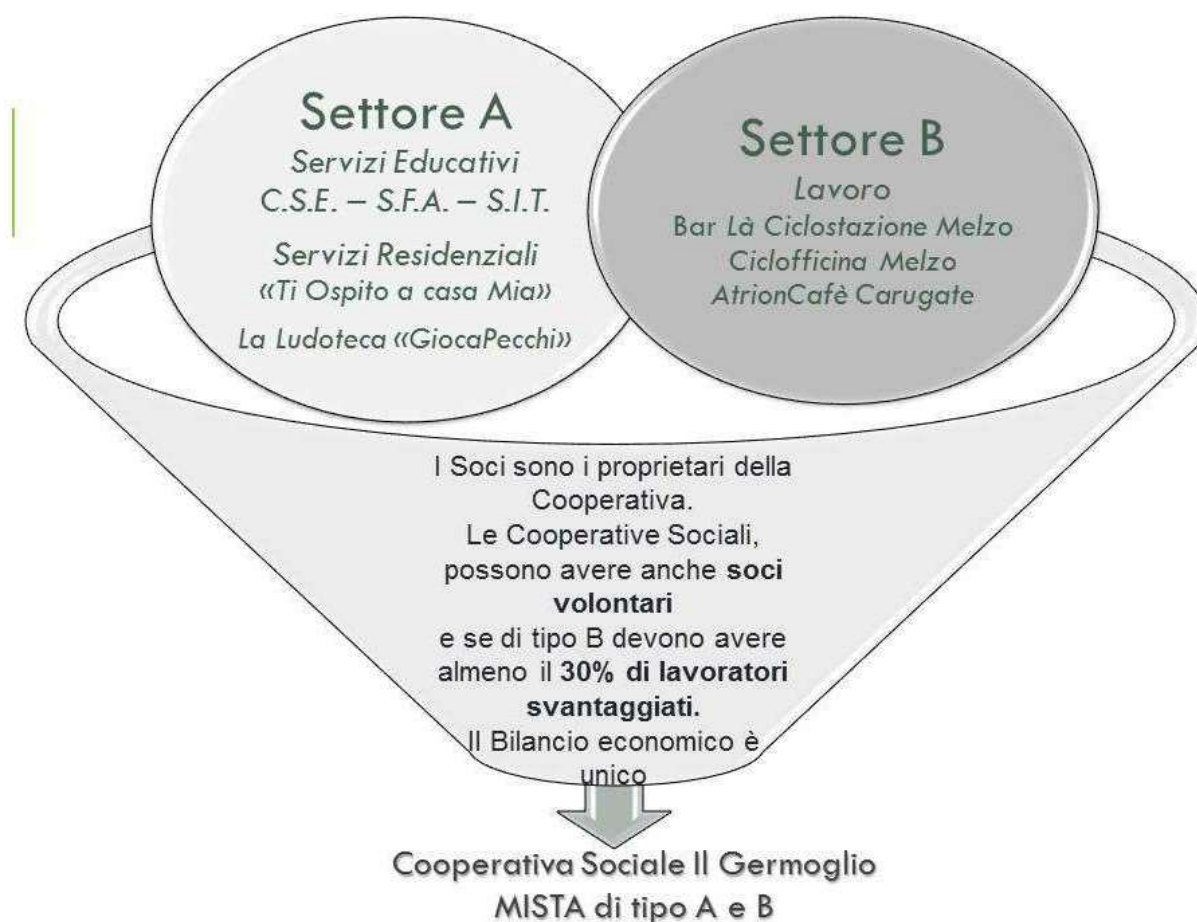 Settore A
Servizi Educativi
C.S.E. – S.F.A. – S.I.T.
Servizi Residenziali
«Ti Ospito a casa Mia»
La Ludoteca «GiocaPecchi»
Settore B
Lavoro
Bar Là Ciclostazione Melzo
Ciclofficina Melzo
AtrionCafè Carugate
I Soci sono i proprietari della
Cooperativa.
Le Cooperative Sociali,
possono avere anche soci
volontari
e se di tipo B devono avere
almeno il 30% di lavoratori
svantaggiati.
Il Bilancio economico è
unico
Cooperativa Sociale Il Germoglio
MISTA di tipo A e B